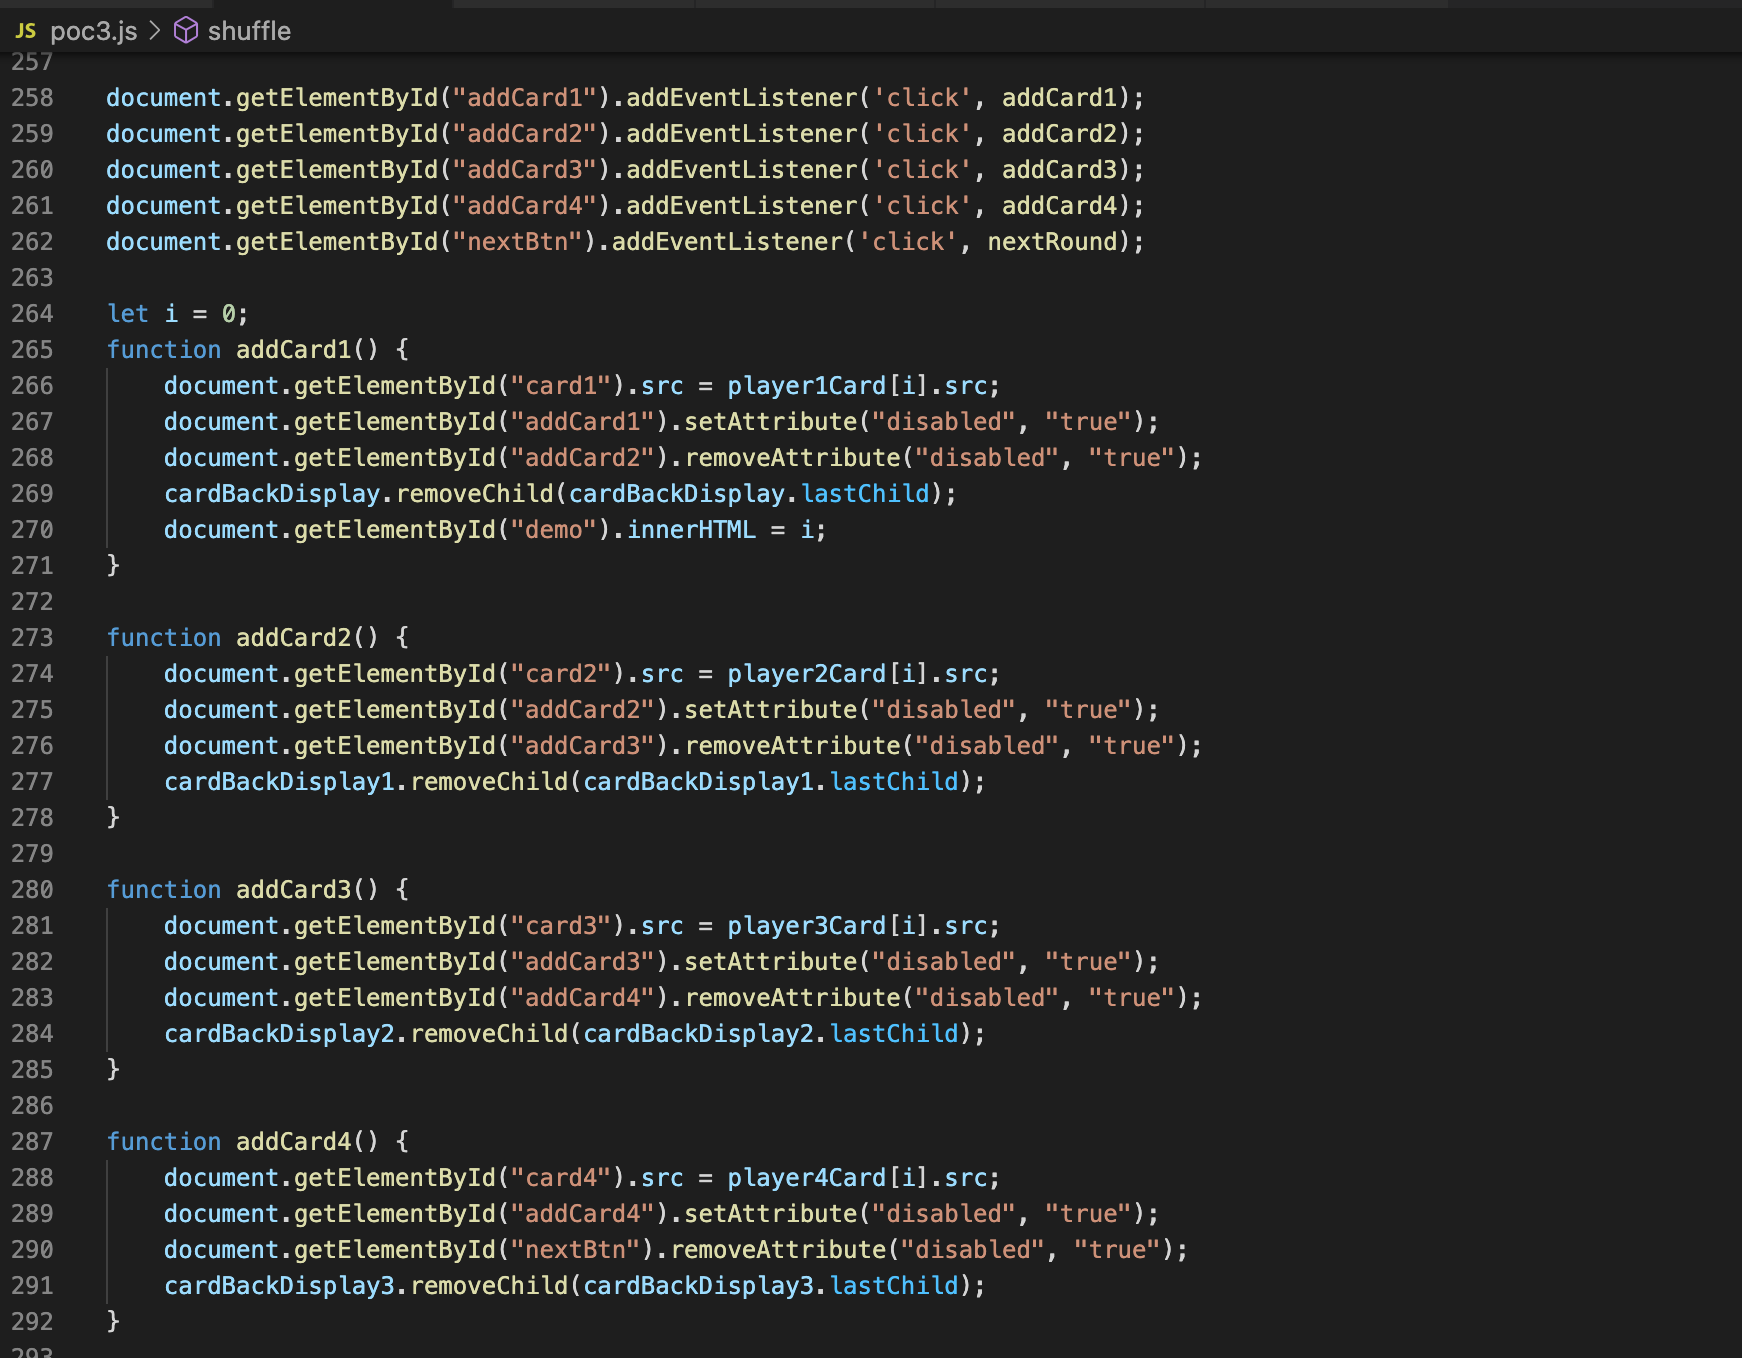 JS poc3.js > shuffle
257
258 document.getElementById("addCard1").addEventListener('click', addCard1);
259 document.getElementById("addCard2").addEventListener('click', addCard2);
260 document.getElementById("addCard3").addEventListener('click', addCard3);
261 document.getElementById("addCard4").addEventListener('click', addCard4);
262 document.getElementById("nextBtn").addEventListener('click', nextRound);
263
264 let i = 0;
265 function addCard1() {
266 document.getElementById("card1").src = player1Card[i].src;
267 document.getElementById("addCard1").setAttribute("disabled", "true");
268 document.getElementById("addCard2").removeAttribute("disabled", "true");
269 cardBackDisplay.removeChild(cardBackDisplay.lastChild);
270 document.getElementById("demo").innerHTML = i;
271 }
272
273 function addCard2() {
274 document.getElementById("card2").src = player2Card[i].src;
275 document.getElementById("addCard2").setAttribute("disabled", "true");
276 document.getElementById("addCard3").removeAttribute("disabled", "true");
277 cardBackDisplay1.removeChild(cardBackDisplay1.lastChild);
278 }
279
280 function addCard3() {
281 document.getElementById("card3").src = player3Card[i].src;
282 document.getElementById("addCard3").setAttribute("disabled", "true");
283 document.getElementById("addCard4").removeAttribute("disabled", "true");
284 cardBackDisplay2.removeChild(cardBackDisplay2.lastChild);
285 }
286
287 function addCard4() {
288 document.getElementById("card4").src = player4Card[i].src;
289 document.getElementById("addCard4").setAttribute("disabled", "true");
290 document.getElementById("nextBtn").removeAttribute("disabled", "true");
291 cardBackDisplay3.removeChild(cardBackDisplay3.lastChild);
292 }
293